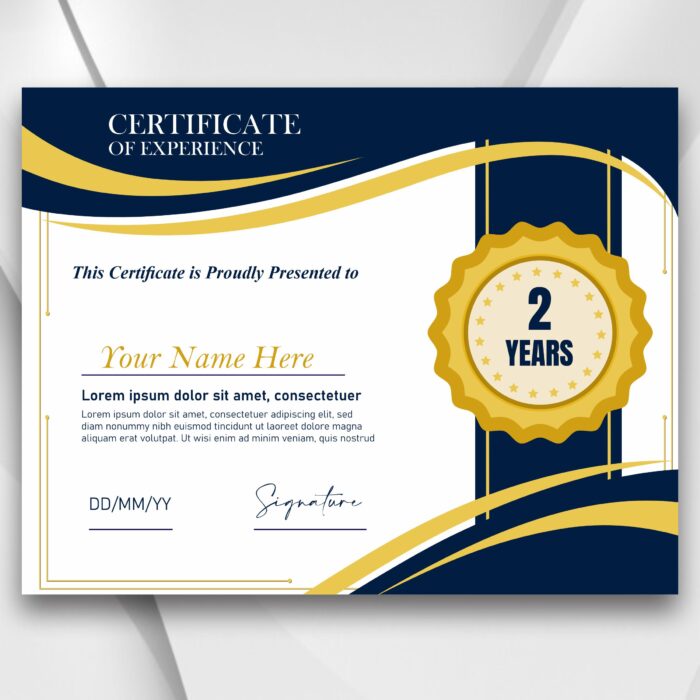 CERTIFICATE
OF EXPERIENCE
This Certificate is Proudly Presented to
2
YEARS
Your Name Here
Lorem ipsum dolor sit amet, consectetuer
Lorem ipsum dolor sit amet, consectetuer adipiscing elit, sed
diam nonummy nibh euismod tincidunt ut laoreet dolore magna
aliquam erat volutpat. Ut wisi enim ad minim veniam, quis nostrud
DD/MM/YY
Signature